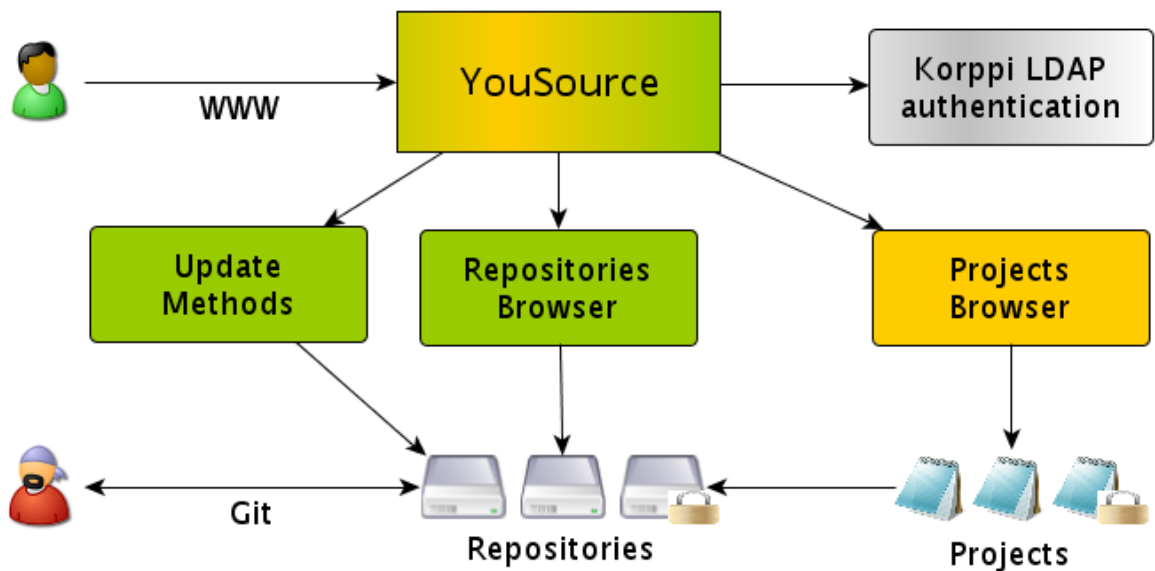 YouSource
Korppi LDAP
authentication
WWW
Update
Methods
Repositories
Browser
Projects
Browser
Git
Repositories
Projects